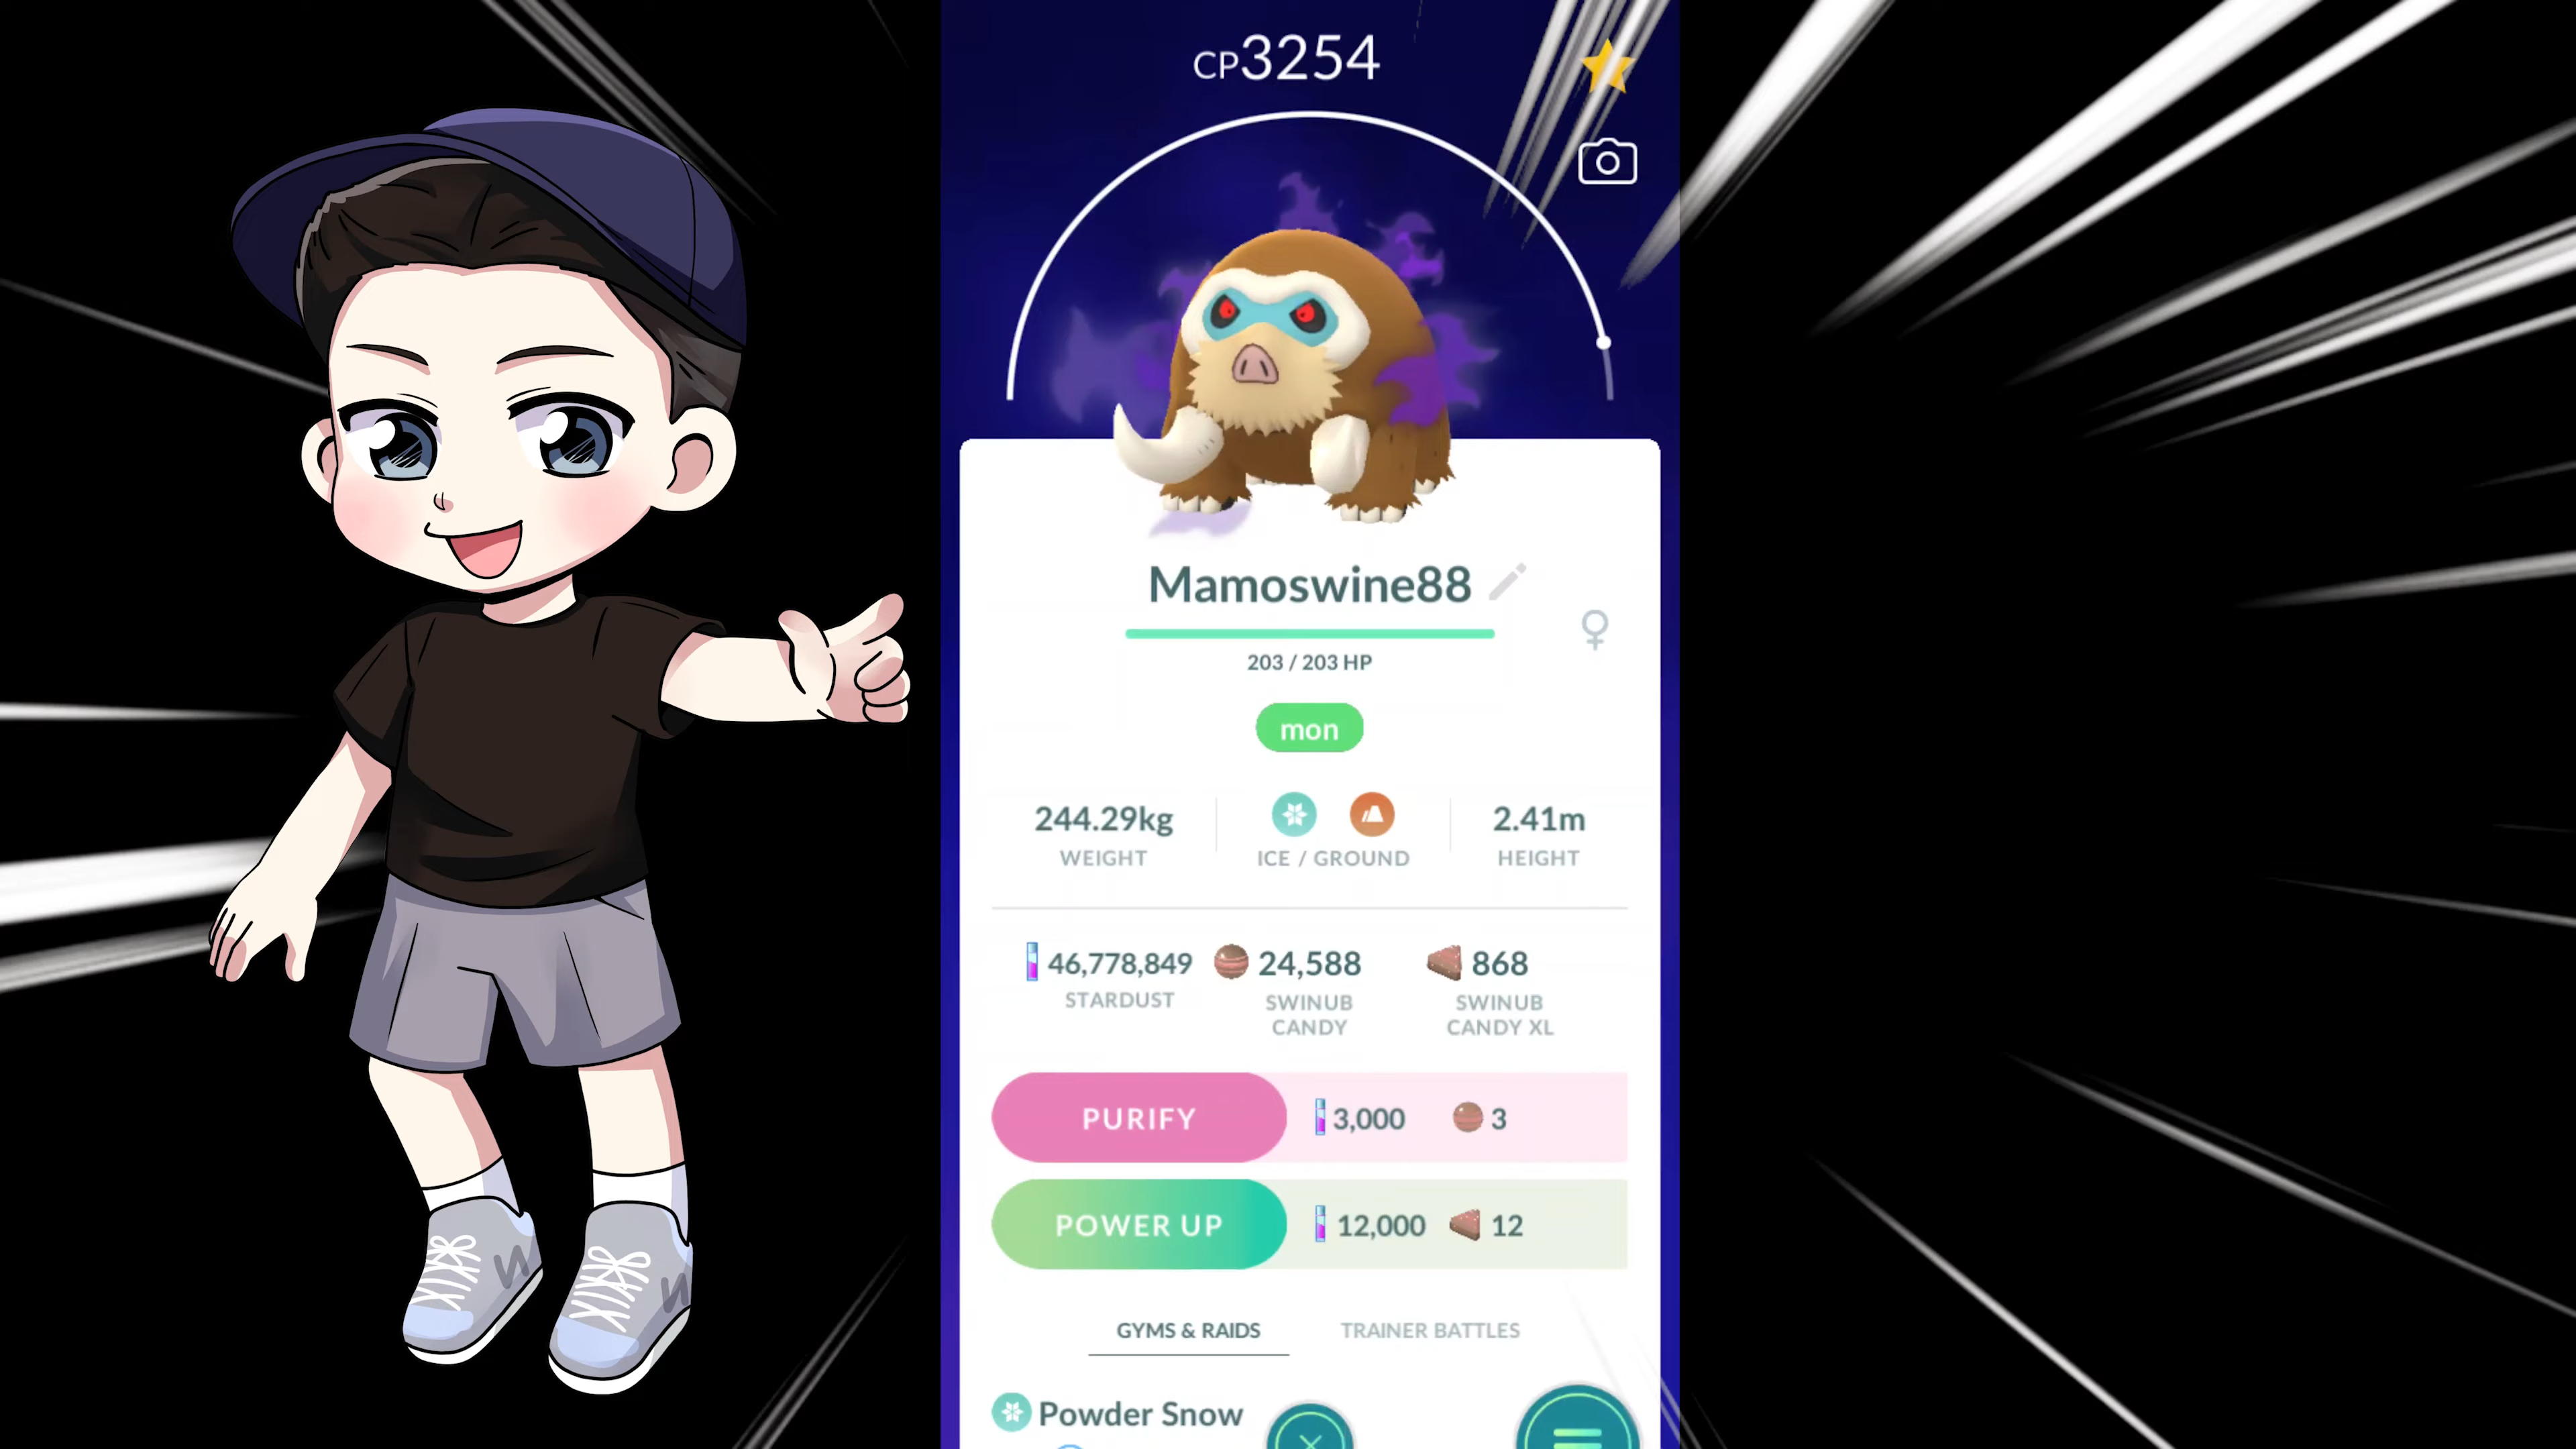 CP3254
Mamoswine88
203 / 203 HP
mon
244.29kg
WEIGHT
ICE / GROUND
2.41m
HEIGHT
46,778,849
STARDUST
24,588
SWINUB
CANDY
868
SWINUB
CANDY XL
PURIFY 3,000 3
POWER UP 12,000 12
GYMS & RAIDS TRAINER BATTLES
Powder Snow